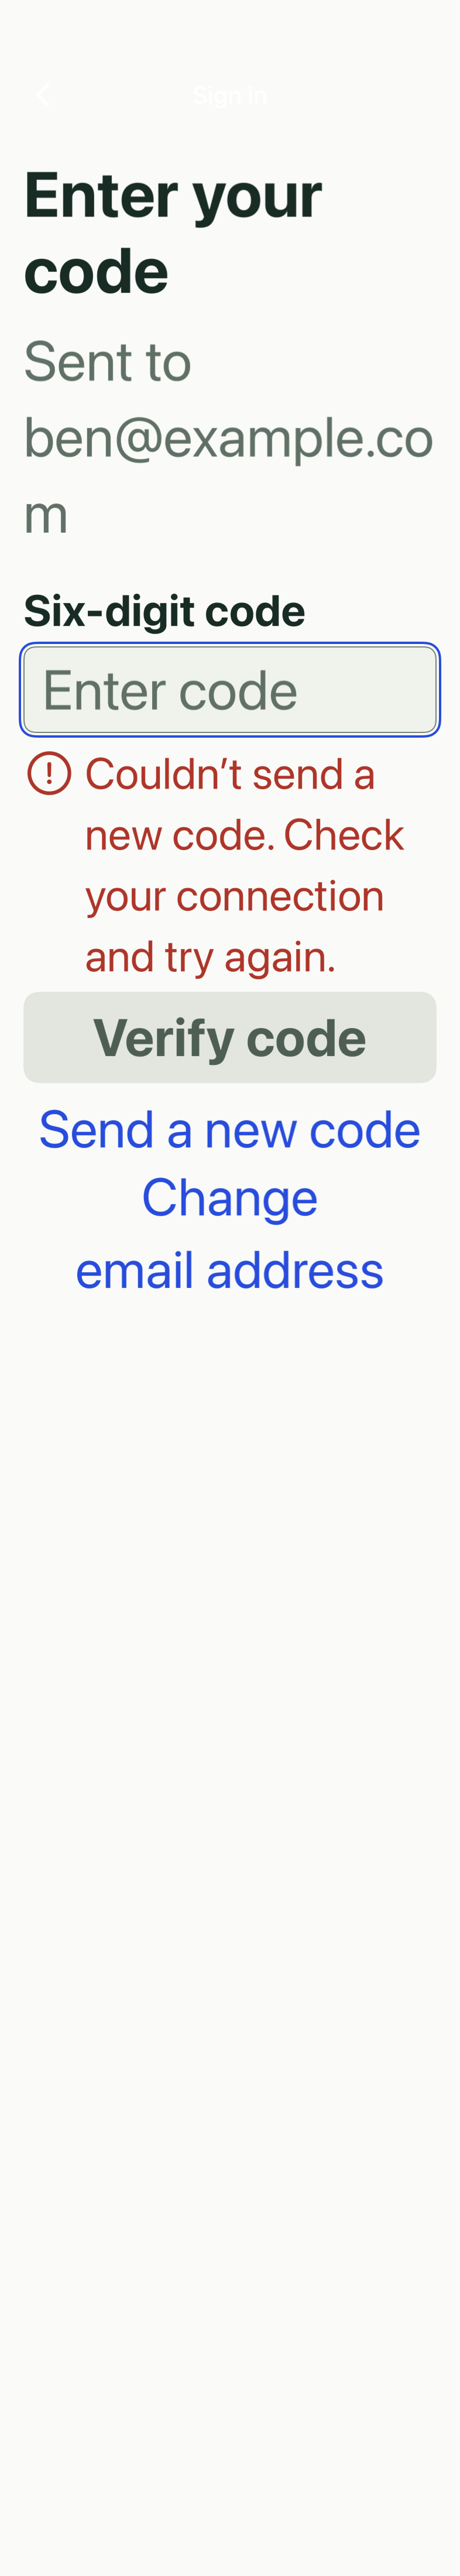 Sign in
Enter your
code
Sent to
ben@example.co
m
Six-digit code
Enter code
Couldn’t send a
new code. Check
your connection
and try again.
Verify code
Send a new code
Change
email address